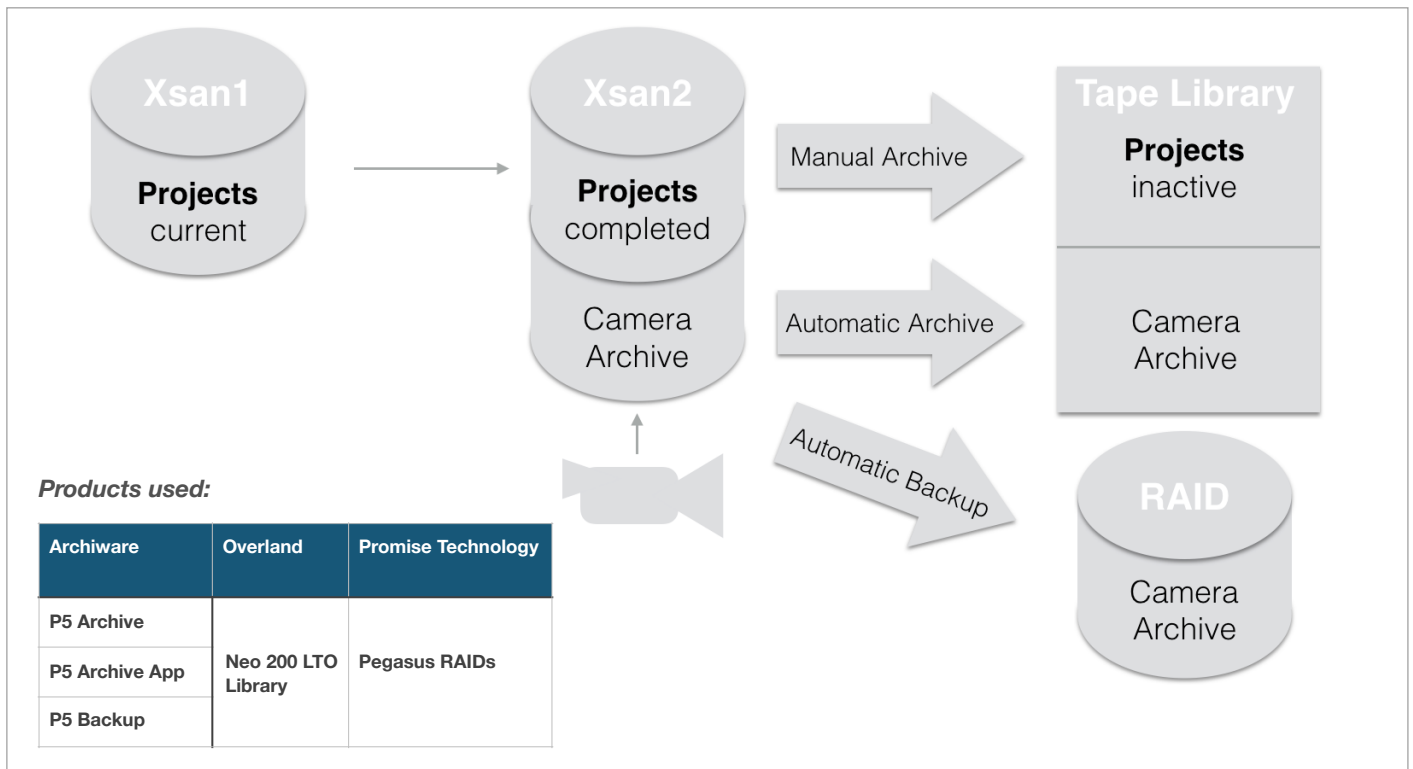 Xsan1
Projects
current
Xsan2
Projects
completed
Camera
Archive
Manual Archive
Automatic Archive
Automatic Backup
Tape Library
Projects
inactive
Camera
Archive
RAID
Camera
Archive
Products used:
Archiware Overland Promise Technology
P5 Archive
P5 Archive App
P5 Backup
Neo 200 LTO
Library
Pegasus RAIDs